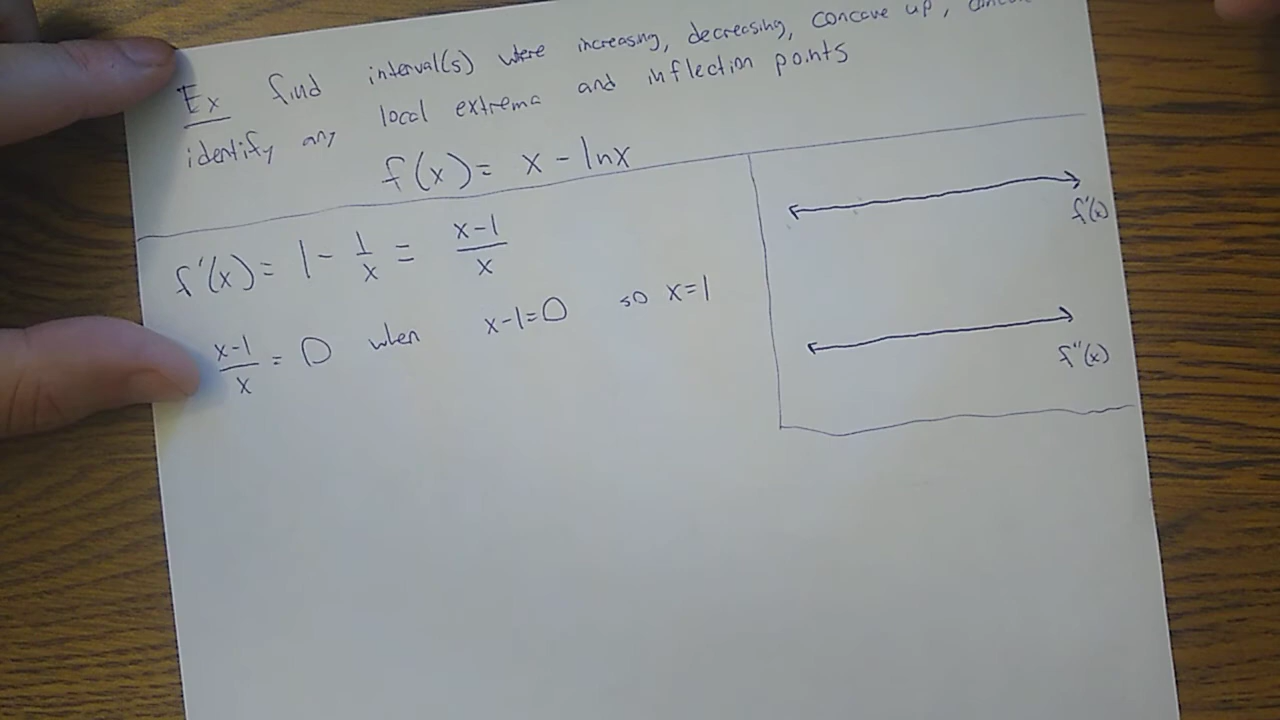 Ex find interval(s) were increasing, decreasing, concave up,
identify any local extrema and inflection points
f(x) = x - lnx
f'(x) = 1 - 1/x = x-1/x
x-1/x = 0 when x-1=0 so x=1
f'(x)
f''(x)